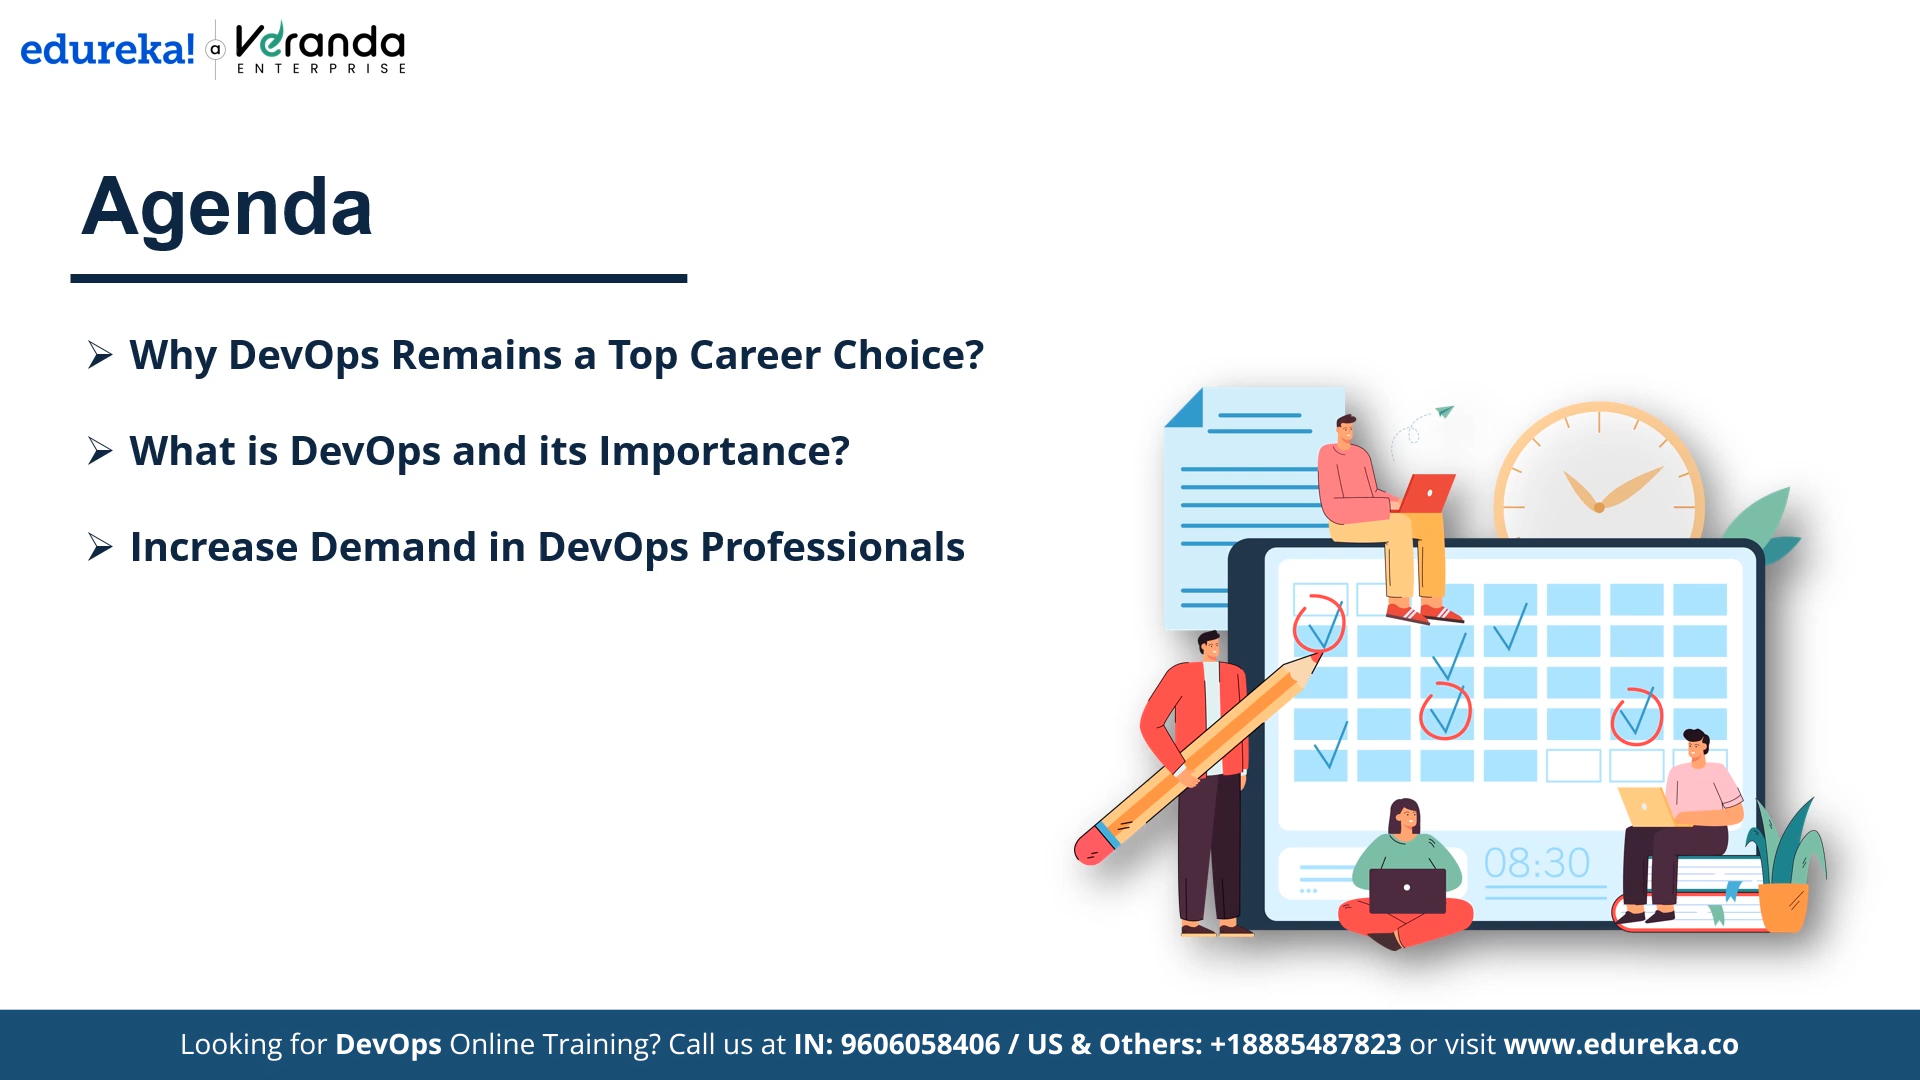 edureka! a Veranda
ENTERPRISE
Agenda
➢ Why DevOps Remains a Top Career Choice?
➢ What is DevOps and its Importance?
➢ Increase Demand in DevOps Professionals
08:30
Looking for DevOps Online Training? Call us at IN: 9606058406 / US & Others: +18885487823 or visit www.edureka.co